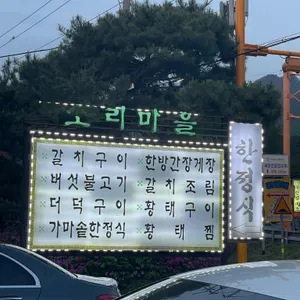 소리마을
※갈치구이 ※한방간장게장
※버섯불고기 ※갈치조림
※더덕구이 ※황태구이
※가마솥한정식 ※황태찜
한정식